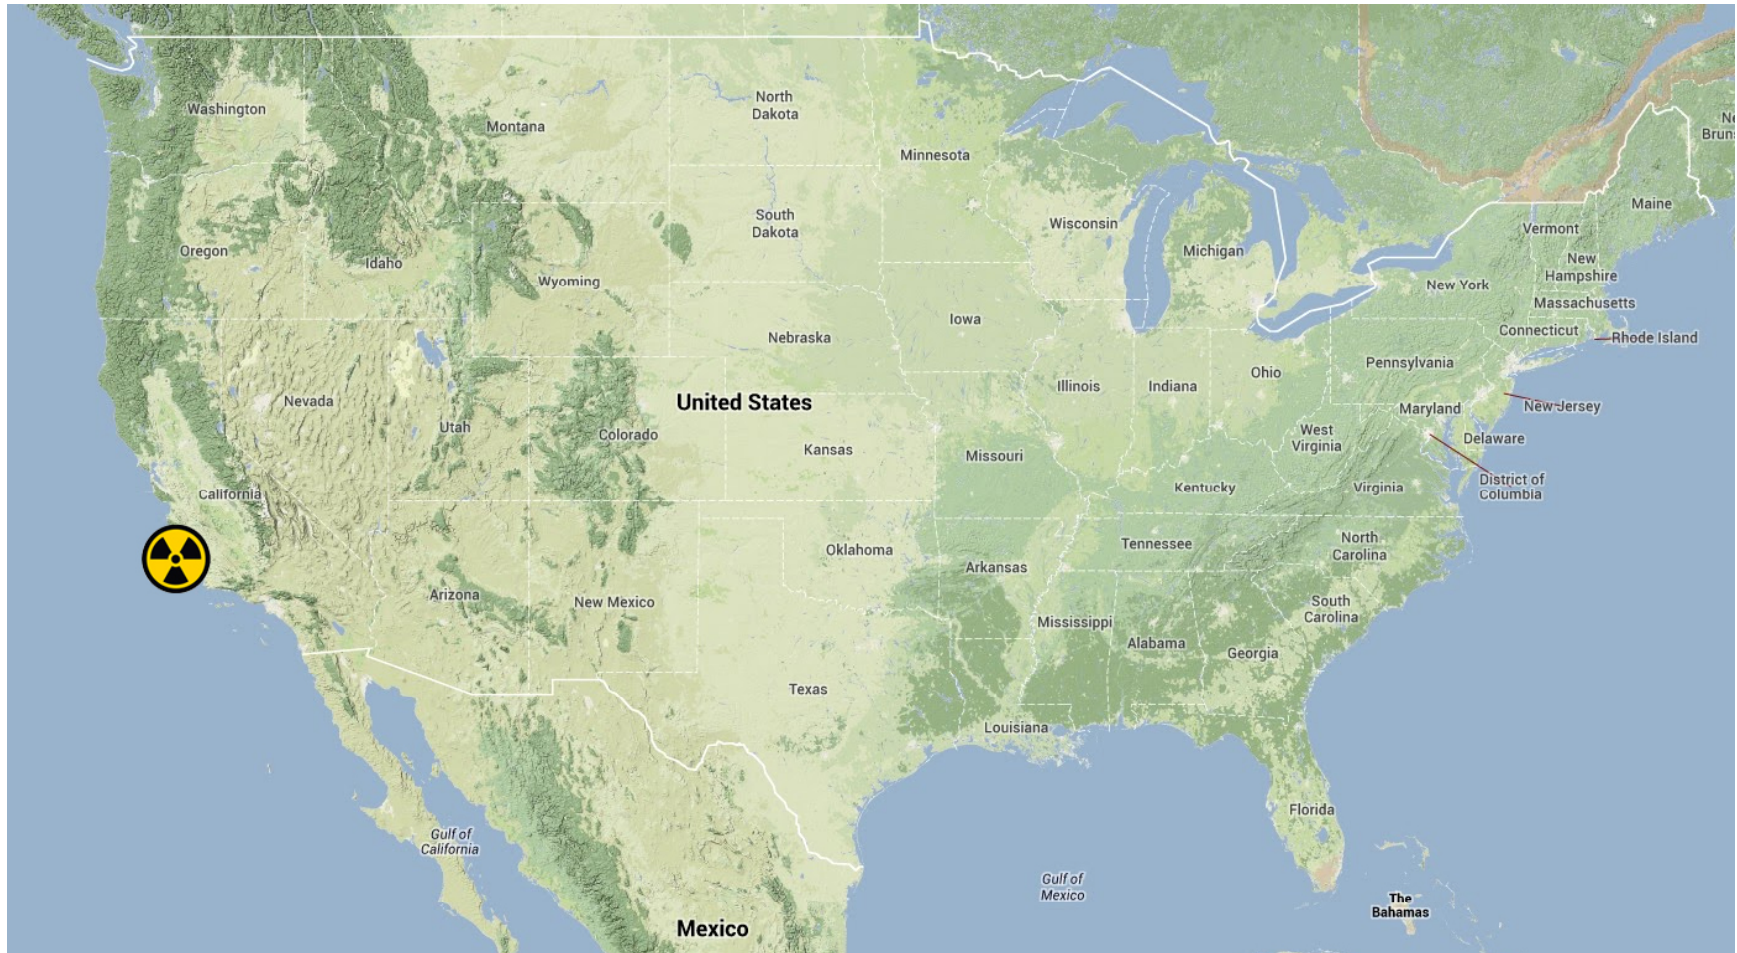 Washington
Montana
North
Dakota
Minnesota
Ne
Brun
Maine
Oregon
Idaho
South
Dakota
Wisconsin
Michigan
Vermont
New
Hampshire
Wyoming
New York
Massachusetts
Iowa
Nebraska
Connecticut
Rhode Island
Pennsylvania
Ohio
Illinois
Indiana
Nevada
United States
Maryland
New Jersey
Utah
Colorado
Kansas
Missouri
West
Virginia
Delaware
California
Kentucky
Virginia
District of
Columbia
Oklahoma
Tennessee
North
Carolina
Arkansas
Arizona
New Mexico
South
Carolina
Mississippi
Alabama
Georgia
Texas
Louisiana
Florida
Gulf of
California
Gulf of
Mexico
The
Bahamas
Mexico